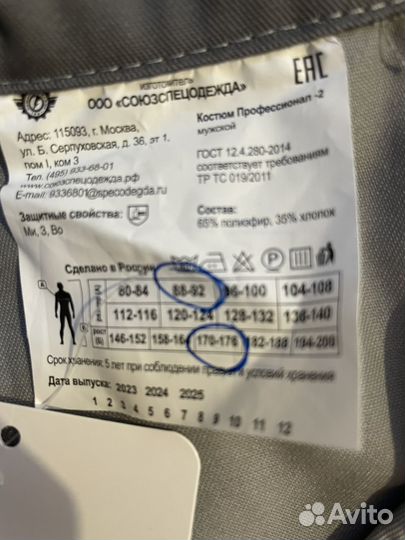 изготовитель
ООО «СОЮЗСПЕЦОДЕЖДА»
EAC
Адрес: 115093, г. Москва,
ул. Б. Серпуховская, д. 36, эт 1,
пом I, ком 3
Тел. (495) 933-68-01
www.союзспецодежда.рф
E-mail: 9336801@specodegda.ru
Костюм Профессионал -2
мужской
ГОСТ 12.4.280-2014
соответствует требованиям
ТР ТС 019/2011
Защитные свойства:
Ми, З, Во
Состав:
65% полиэфир, 35% хлопок
Сделано в России
80-84 88-92 96-100 104-108
112-116 120-124 128-132 136-140
рост 146-152 158-164 170-176 182-188 194-200
Срок хранения: 5 лет при соблюдении правил и условий хранения
Дата выпуска: 2023 2024 2025
1 2 3 4 5 6 7 8 9 10 11 12
Avito